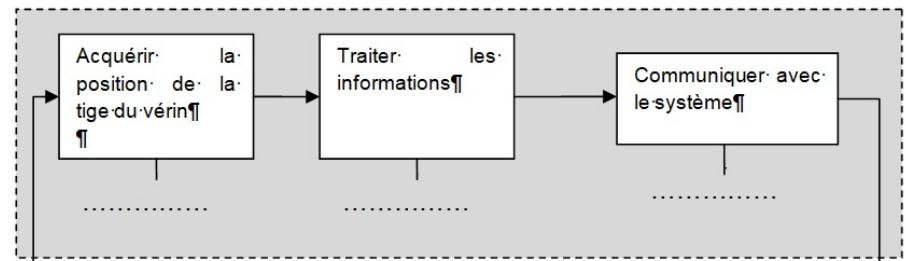 Acquérir la
position de la
tige du vérin¶
¶
Traiter les
informations¶
Communiquer avec
le système¶
...............
...............
...............